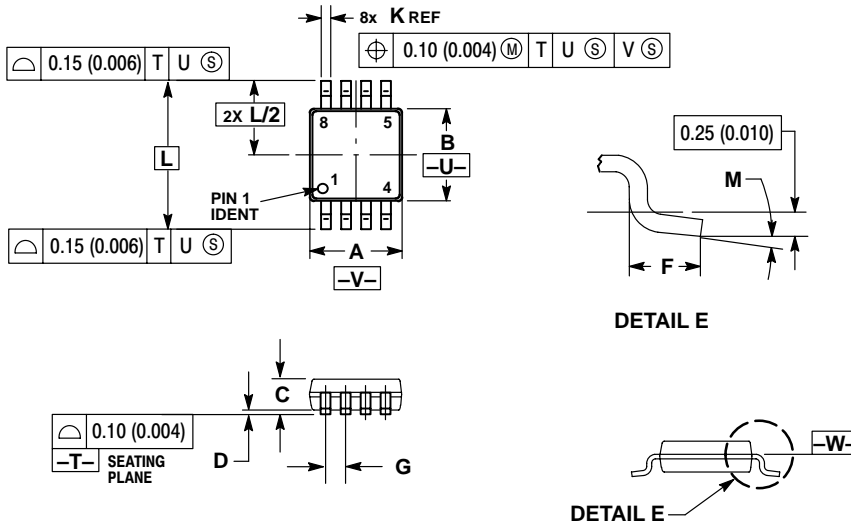 8x K REF
⌖ 0.10 (0.004) Ⓜ T U Ⓢ V Ⓢ
⌓ 0.15 (0.006) T U Ⓢ
2X L/2
8 5
B
–U–
L
1 4
PIN 1
IDENT
⌓ 0.15 (0.006) T U Ⓢ
A
–V–
0.25 (0.010)
M
F
DETAIL E
C
⌓ 0.10 (0.004)
–T– SEATING
PLANE
D
G
–W–
DETAIL E